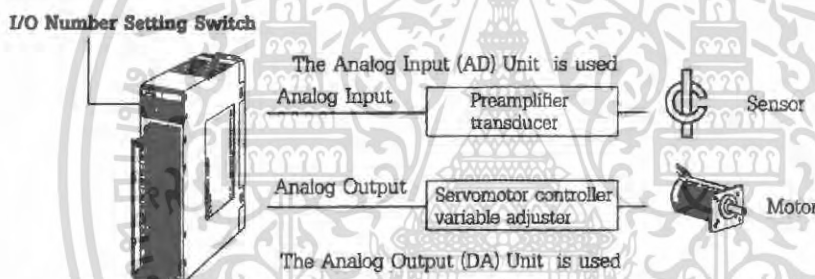 I/O Number Setting Switch
The Analog Input (AD) Unit is used
Analog Input
Preamplifier
transducer
Sensor
Analog Output
Servomotor controller
variable adjuster
Motor
The Analog Output (DA) Unit is used